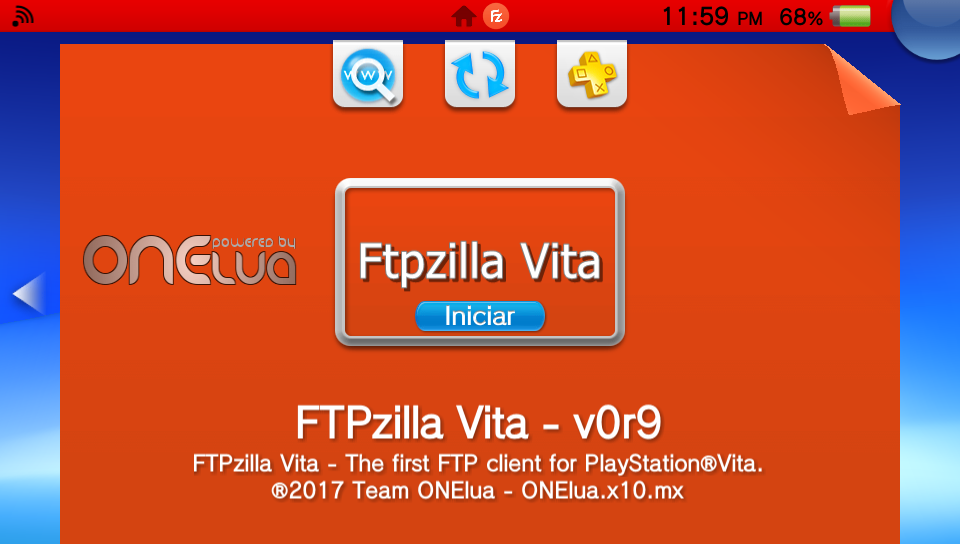 11:59 PM 68%
www
powered by
ONElua
Ftpzilla Vita
Iniciar
FTPzilla Vita - v0r9
FTPzilla Vita - The first FTP client for PlayStation®Vita.
®2017 Team ONElua - ONElua.x10.mx